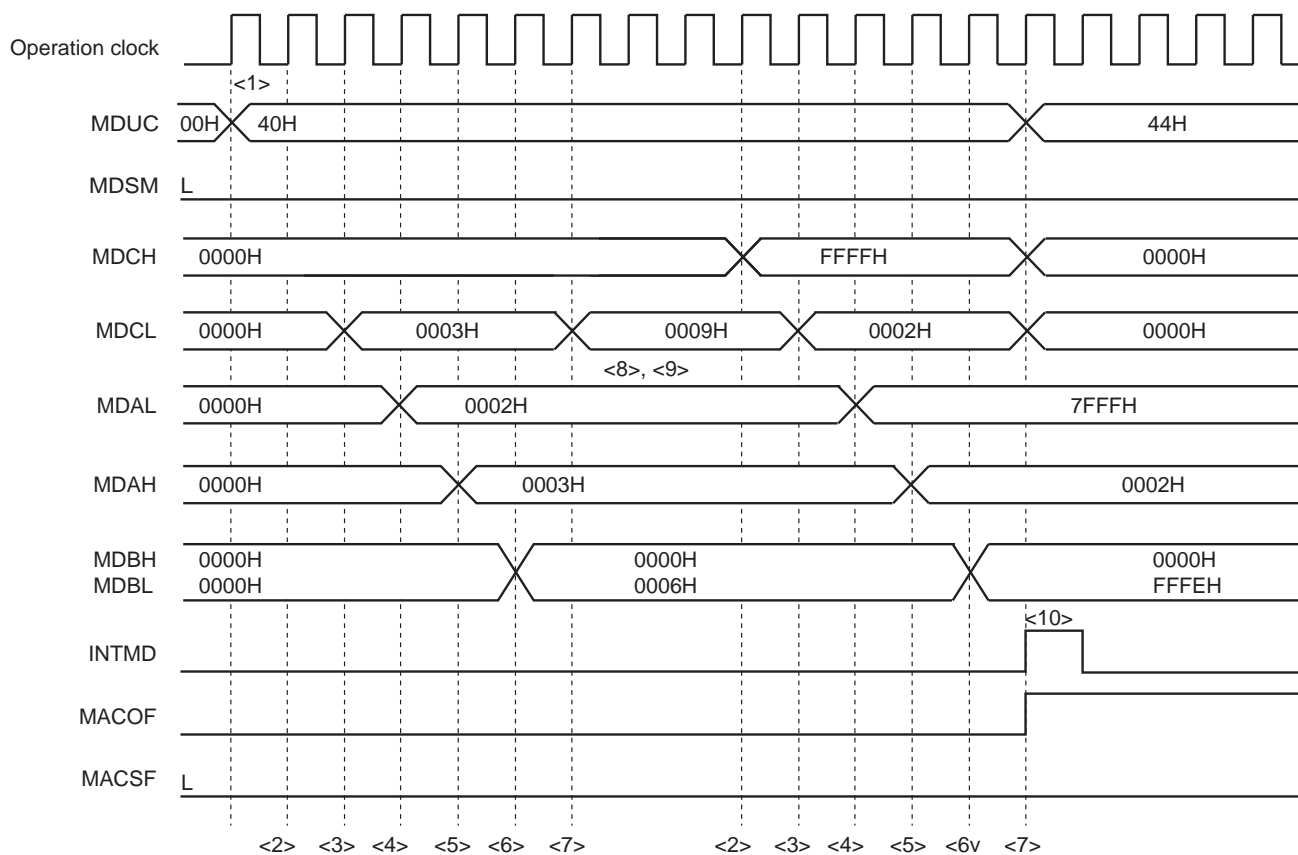 Operation clock
<1>
MDUC 00H 40H 44H
MDSM L
MDCH 0000H FFFFH 0000H
MDCL 0000H 0003H 0009H 0002H 0000H
<8>, <9>
MDAL 0000H 0002H 7FFFH
MDAH 0000H 0003H 0002H
MDBH 0000H 0000H 0000H
MDBL 0000H 0006H FFFEH
<10>
INTMD
MACOF
MACSF L
<2> <3> <4> <5> <6> <7> <2> <3> <4> <5> <6v <7>